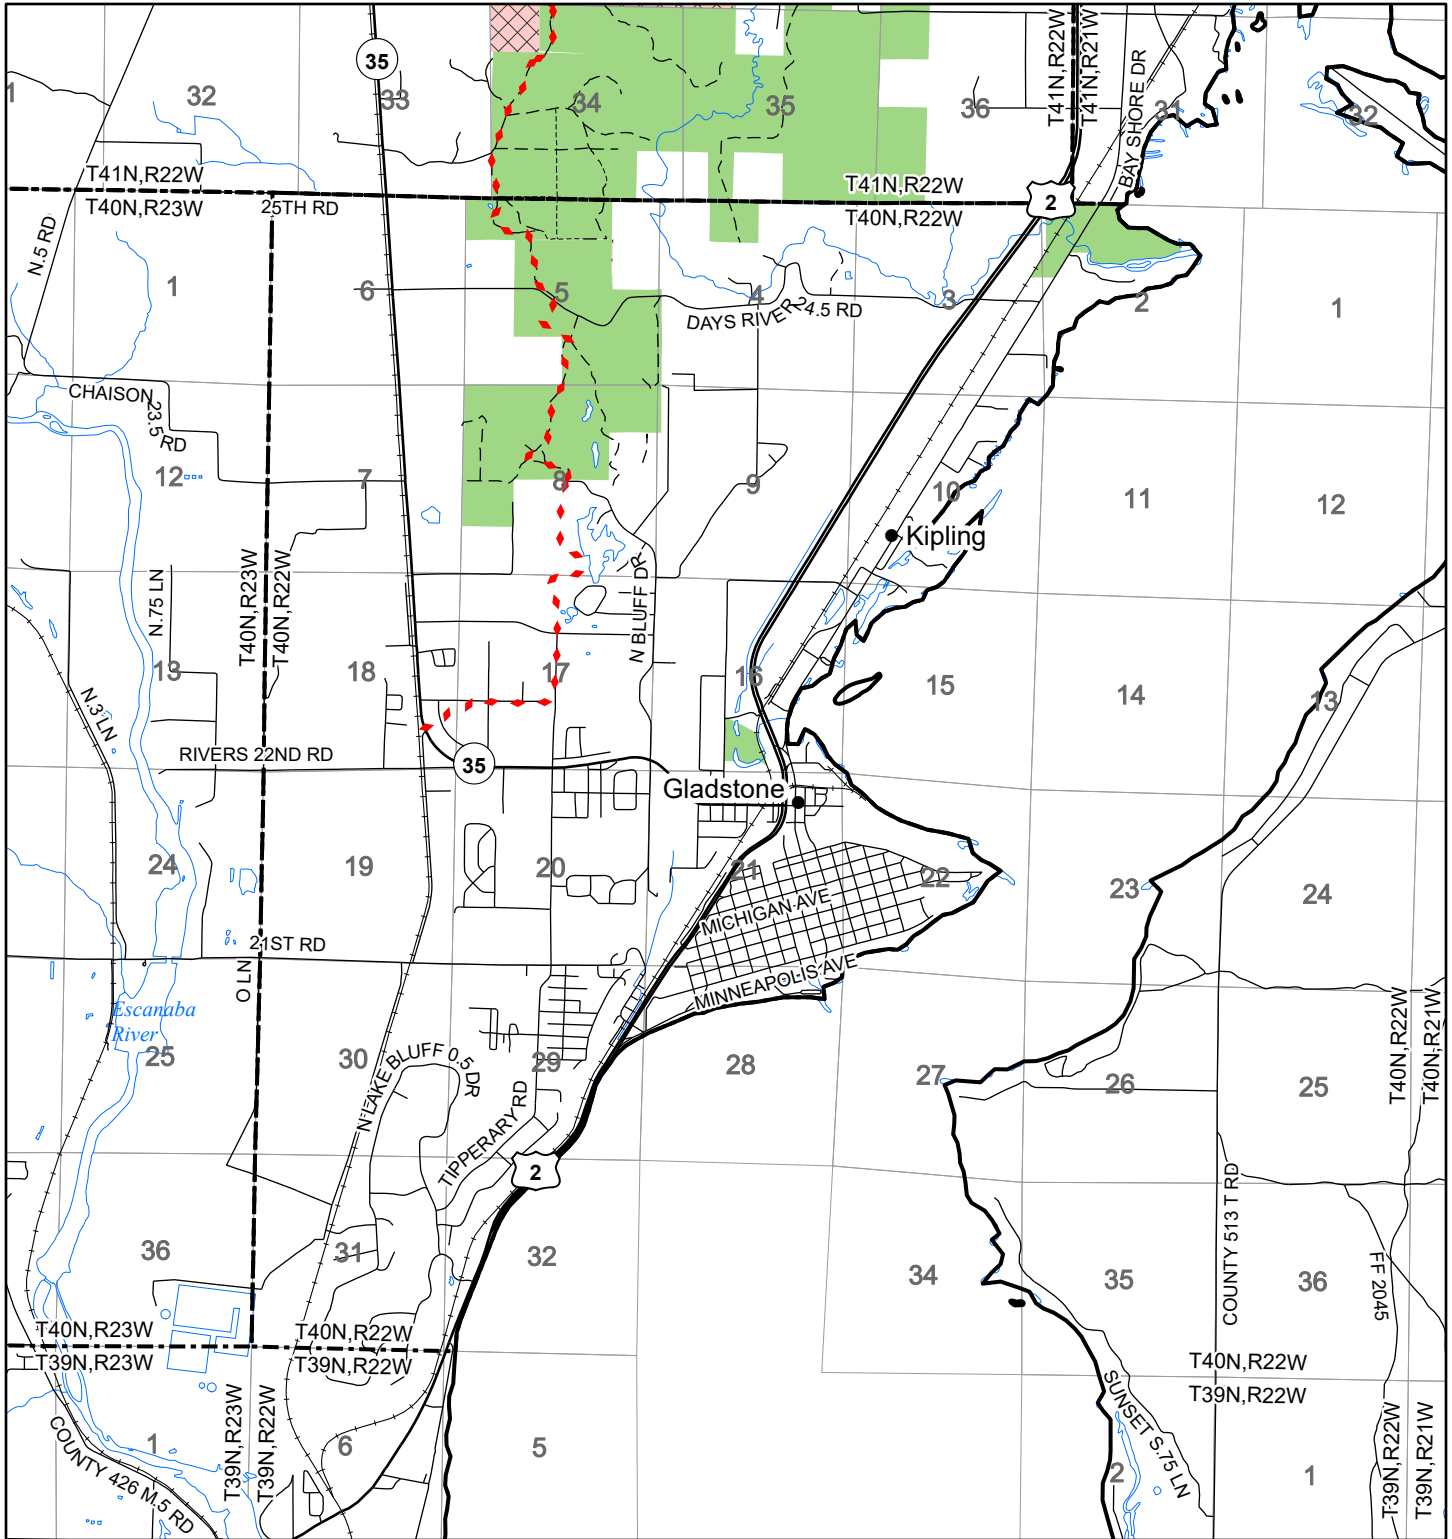 35
1
32
33
34
35
36
T41N,R22W
T41N,R21W
BAY SHORE DR
31
32
T41N,R22W
T40N,R23W
25TH RD
T41N,R22W
T40N,R22W
2
N.5 RD
1
6
5
4
3
2
1
DAYS RIVER 24.5 RD
CHAISON 23.5 RD
12
7
8
9
10
11
12
Kipling
N.75 LN
T40N,R23W
T40N,R22W
N BLUFF DR
13
18
17
16
15
14
13
N.3 LN
RIVERS 22ND RD
35
Gladstone
24
19
20
21
22
23
24
MICHIGAN AVE
21ST RD
MINNEAPOLIS AVE
O LN
Escanaba
River
25
30
29
28
27
26
25
T40N,R22W
T40N,R21W
N LAKE BLUFF 0.5 DR
TIPPERARY RD
2
COUNTY 513 T RD
36
31
32
34
35
36
FF 2045
T40N,R23W
T39N,R23W
T40N,R22W
T39N,R22W
T40N,R22W
T39N,R22W
SUNSET S.75 LN
T39N,R23W
T39N,R22W
T39N,R22W
T39N,R21W
1
6
5
2
1
COUNTY 426 M.5 RD